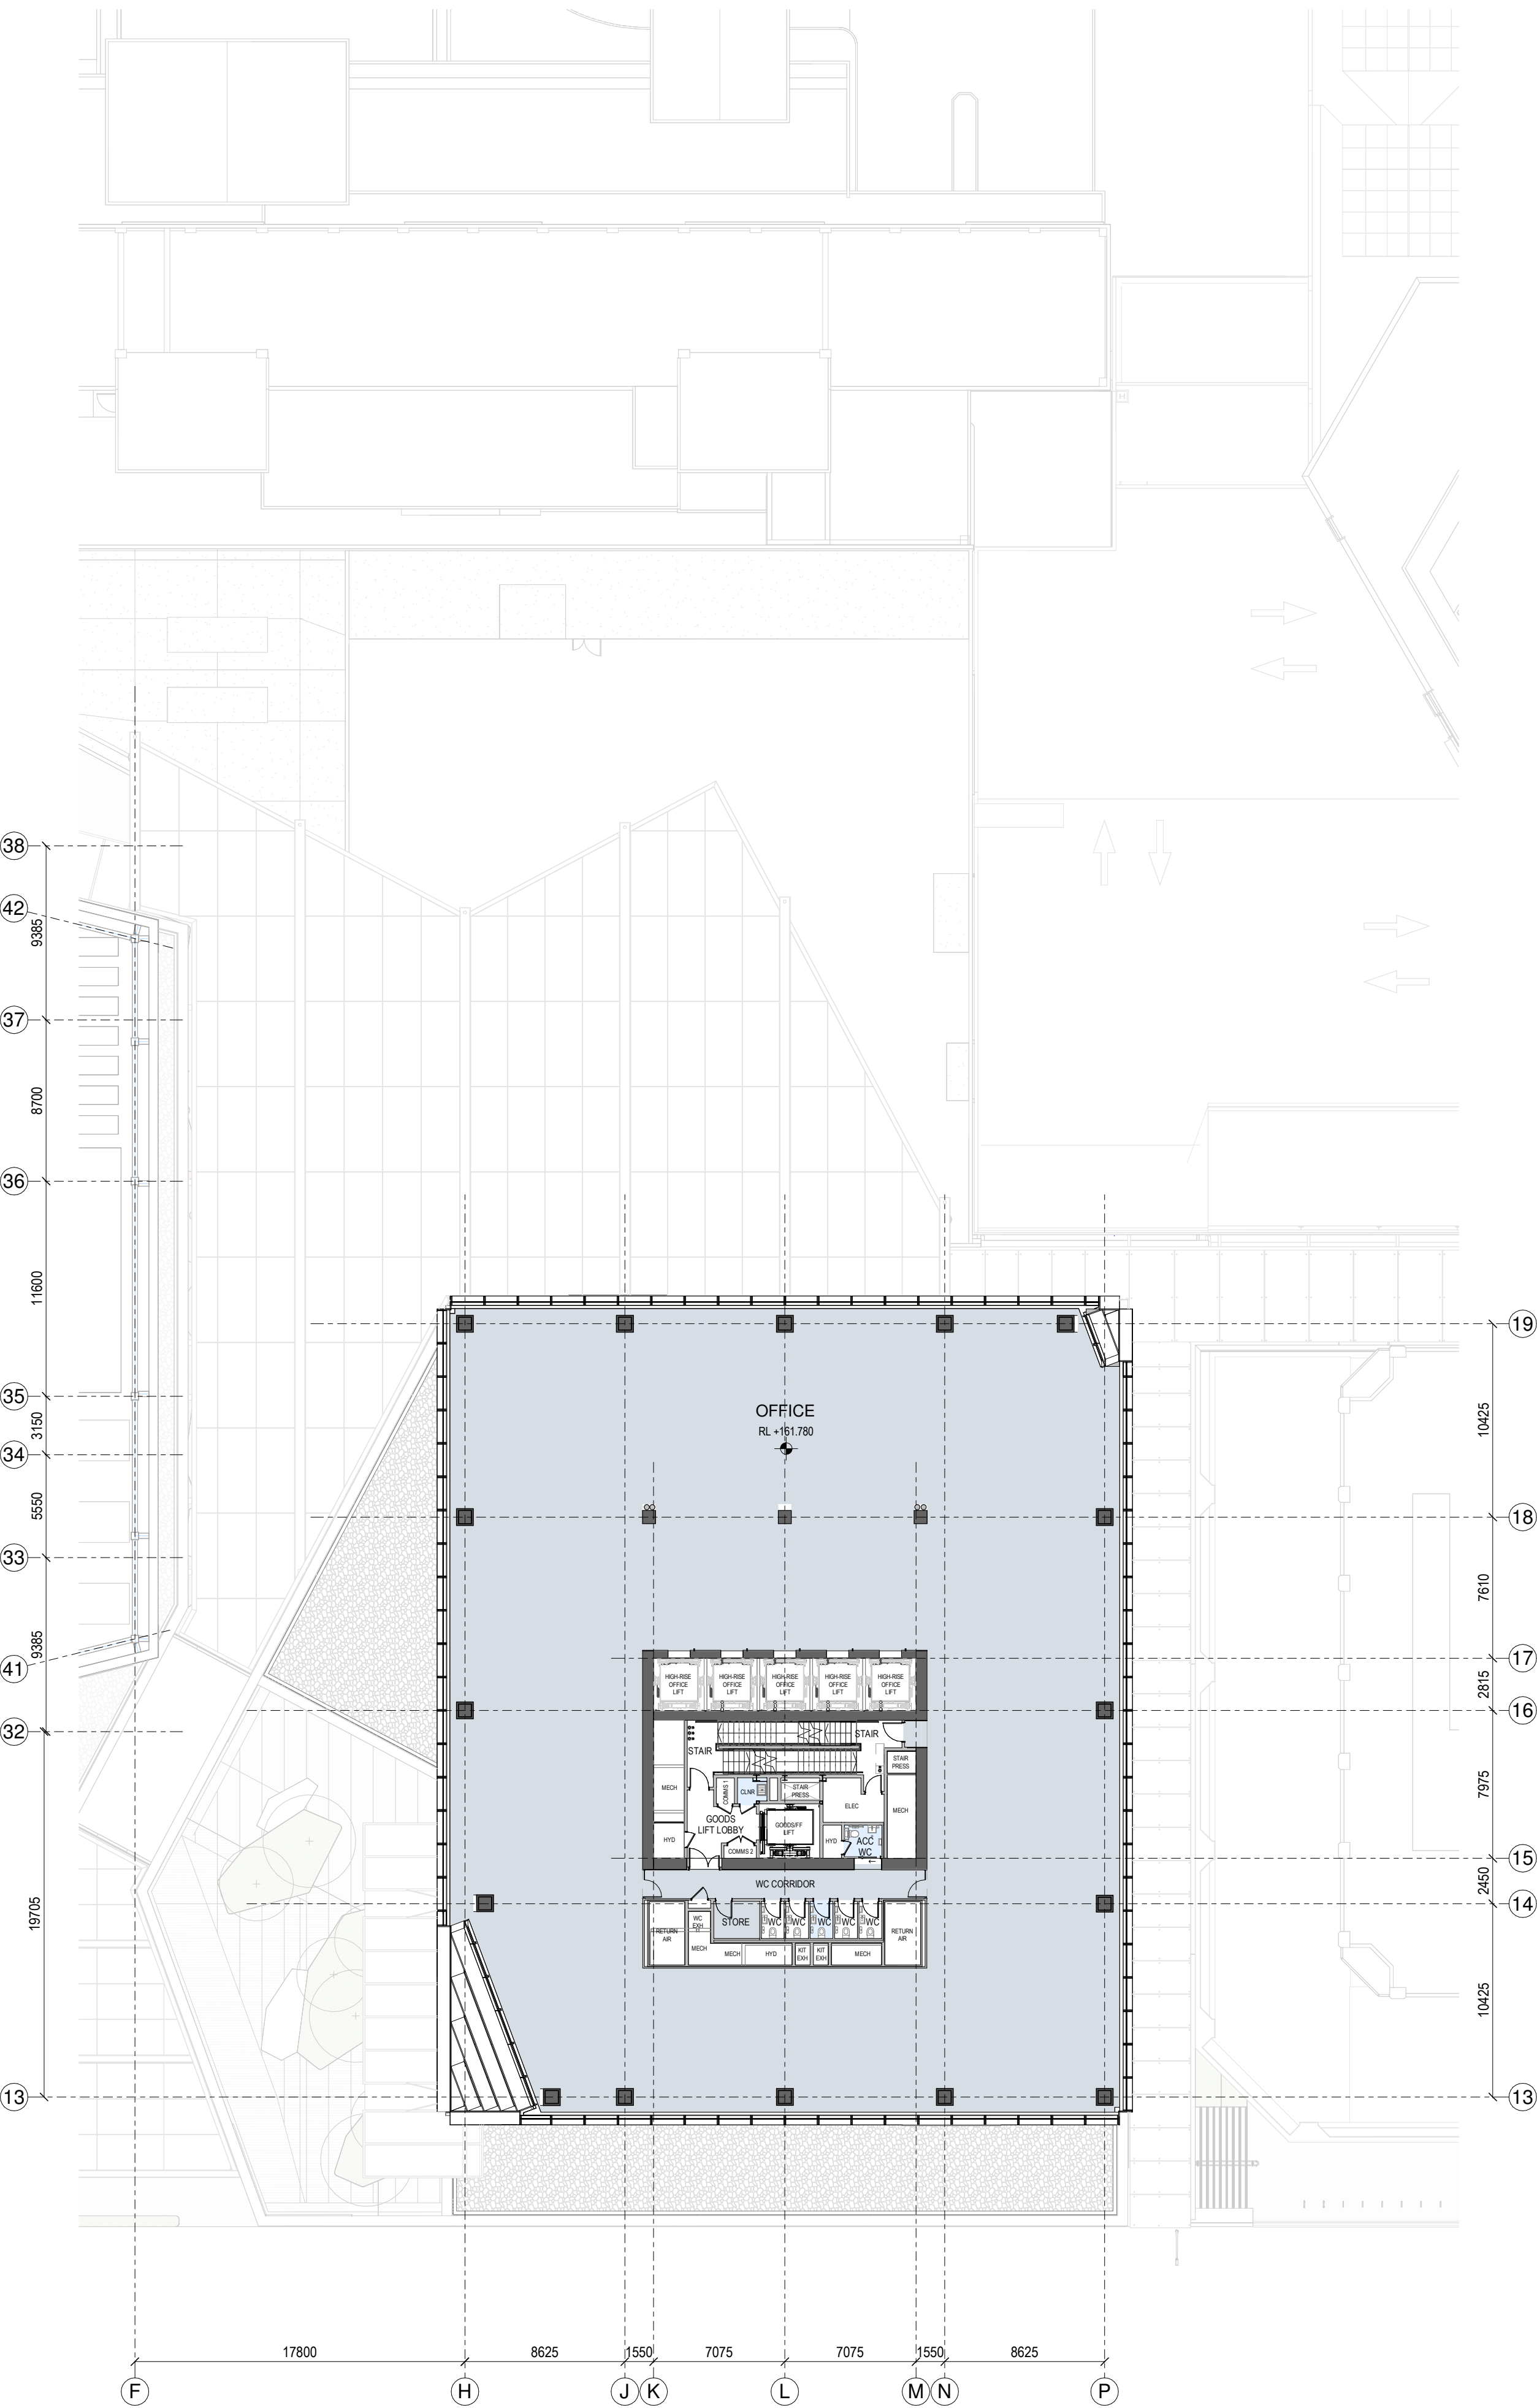 38
42
9385
37
8700
36
11600
35
3150
34
5550
33
9385
41
32
19705
13
19
10425
18
7610
17
2815
16
7975
15
2450
14
10425
13
OFFICE
RL +161.780
HIGH-RISE
OFFICE
LIFT
HIGH-RISE
OFFICE
LIFT
HIGH-RISE
OFFICE
LIFT
HIGH-RISE
OFFICE
LIFT
HIGH-RISE
OFFICE
LIFT
STAIR
STAIR
STAIR
PRESS
MECH
COMMS 1
CLNR
STAIR
PRESS
ELEC
MECH
GOODS
LIFT LOBBY
GOODS/FF
LIFT
HYD
COMMS 2
HYD
ACC
WC
WC CORRIDOR
RETURN
AIR
WC
EXH
STORE
WC
WC
WC
WC
WC
RETURN
AIR
MECH
MECH
HYD
KIT
EXH
KIT
EXH
MECH
17800
8625
1550
7075
7075
1550
8625
F
H
J
K
L
M
N
P